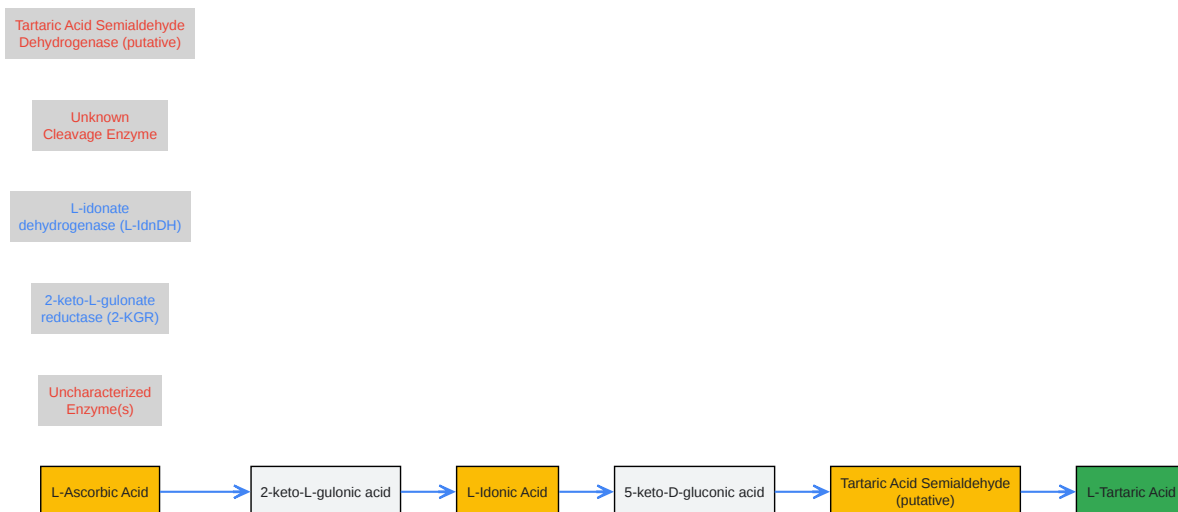 Tartaric Acid Semialdehyde
Dehydrogenase (putative)
Unknown
Cleavage Enzyme
L-idonate
dehydrogenase (L-IdnDH)
2-keto-L-gulonate
reductase (2-KGR)
Uncharacterized
Enzyme(s)
L-Ascorbic Acid
2-keto-L-gulonic acid
L-Idonic Acid
5-keto-D-gluconic acid
Tartaric Acid Semialdehyde
(putative)
L-Tartaric Acid